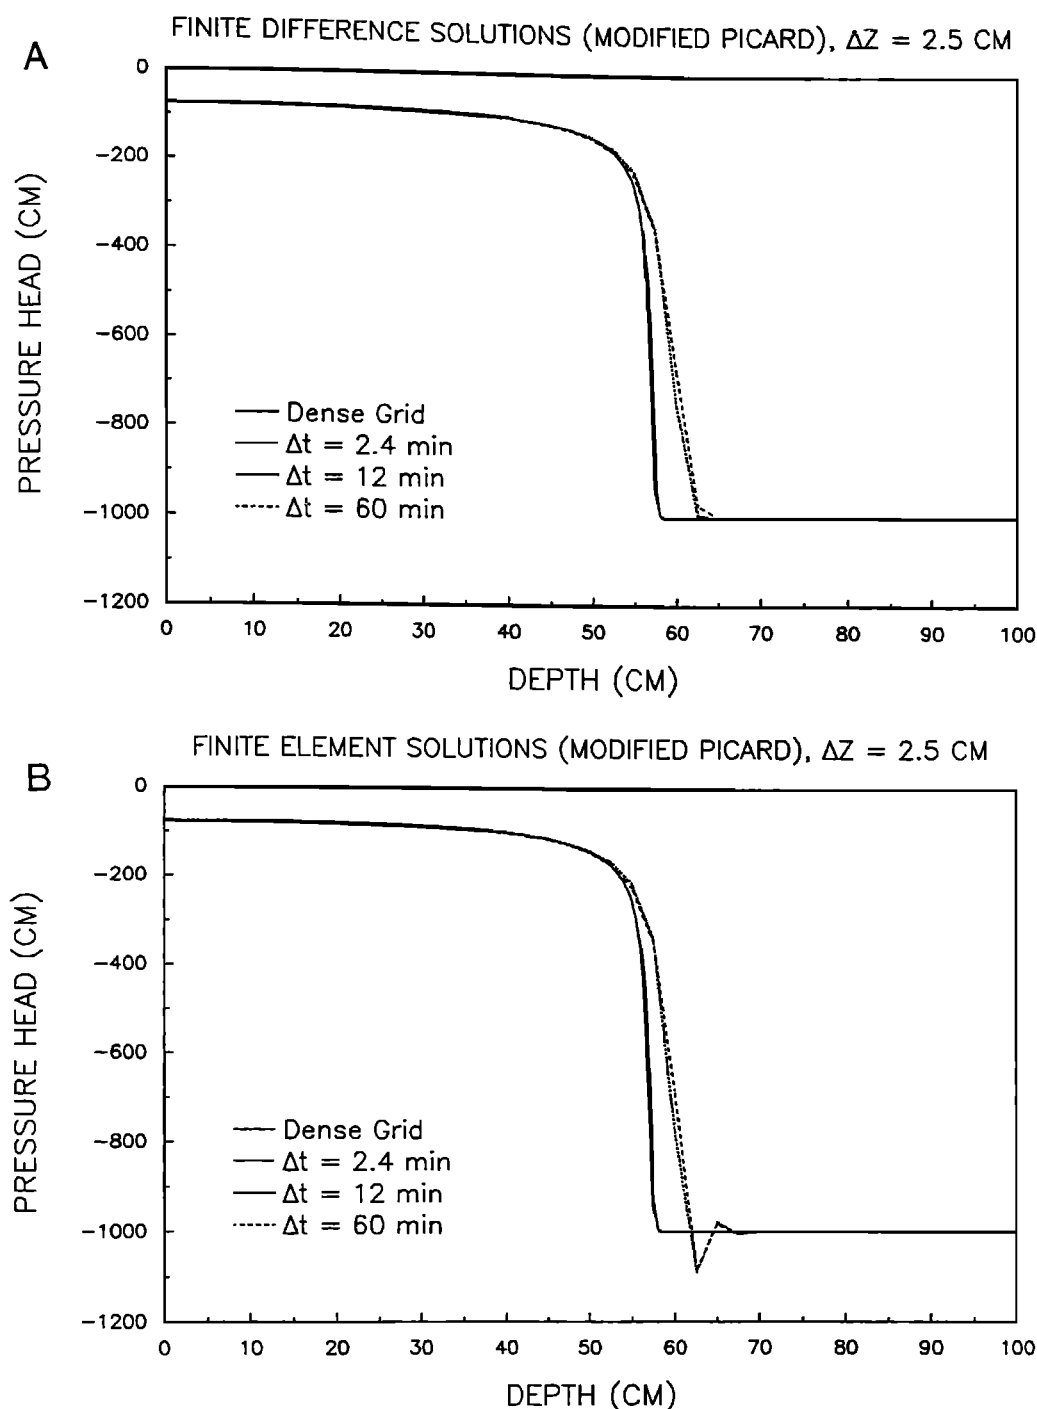 FINITE DIFFERENCE SOLUTIONS (MODIFIED PICARD), ΔZ = 2.5 CM
A
0
−200
−400
−600
−800
−1000
−1200
PRESSURE HEAD (CM)
Dense Grid
Δt = 2.4 min
Δt = 12 min
Δt = 60 min
0 10 20 30 40 50 60 70 80 90 100
DEPTH (CM)
FINITE ELEMENT SOLUTIONS (MODIFIED PICARD), ΔZ = 2.5 CM
B
0
−200
−400
−600
−800
−1000
−1200
PRESSURE HEAD (CM)
Dense Grid
Δt = 2.4 min
Δt = 12 min
Δt = 60 min
0 10 20 30 40 50 60 70 80 90 100
DEPTH (CM)